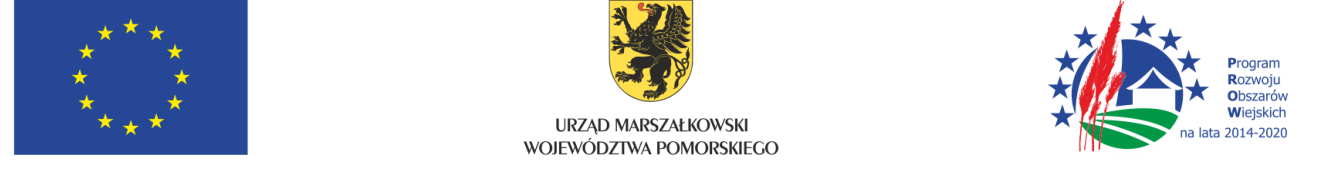 URZĄD MARSZAŁKOWSKI
WOJEWÓDZTWA POMORSKIEGO
Program
Rozwoju
Obszarów
Wiejskich
na lata 2014-2020